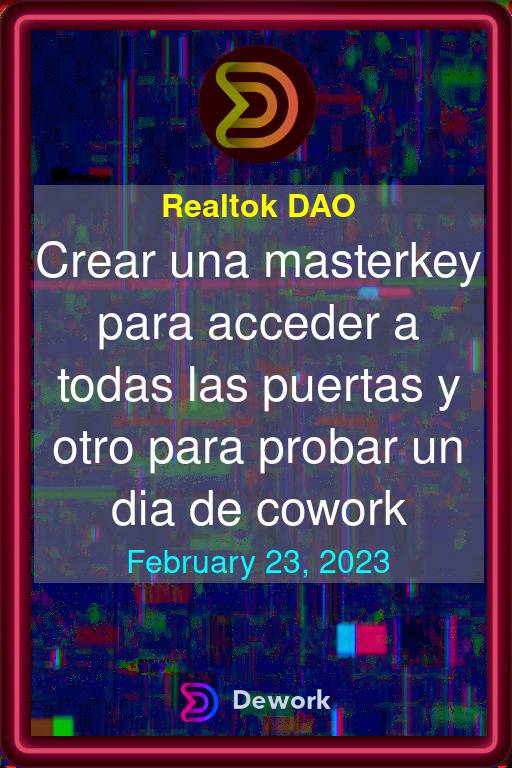 Realtok DAO
Crear una masterkey
para acceder a
todas las puertas y
otro para probar un
dia de cowork
February 23, 2023
Dework